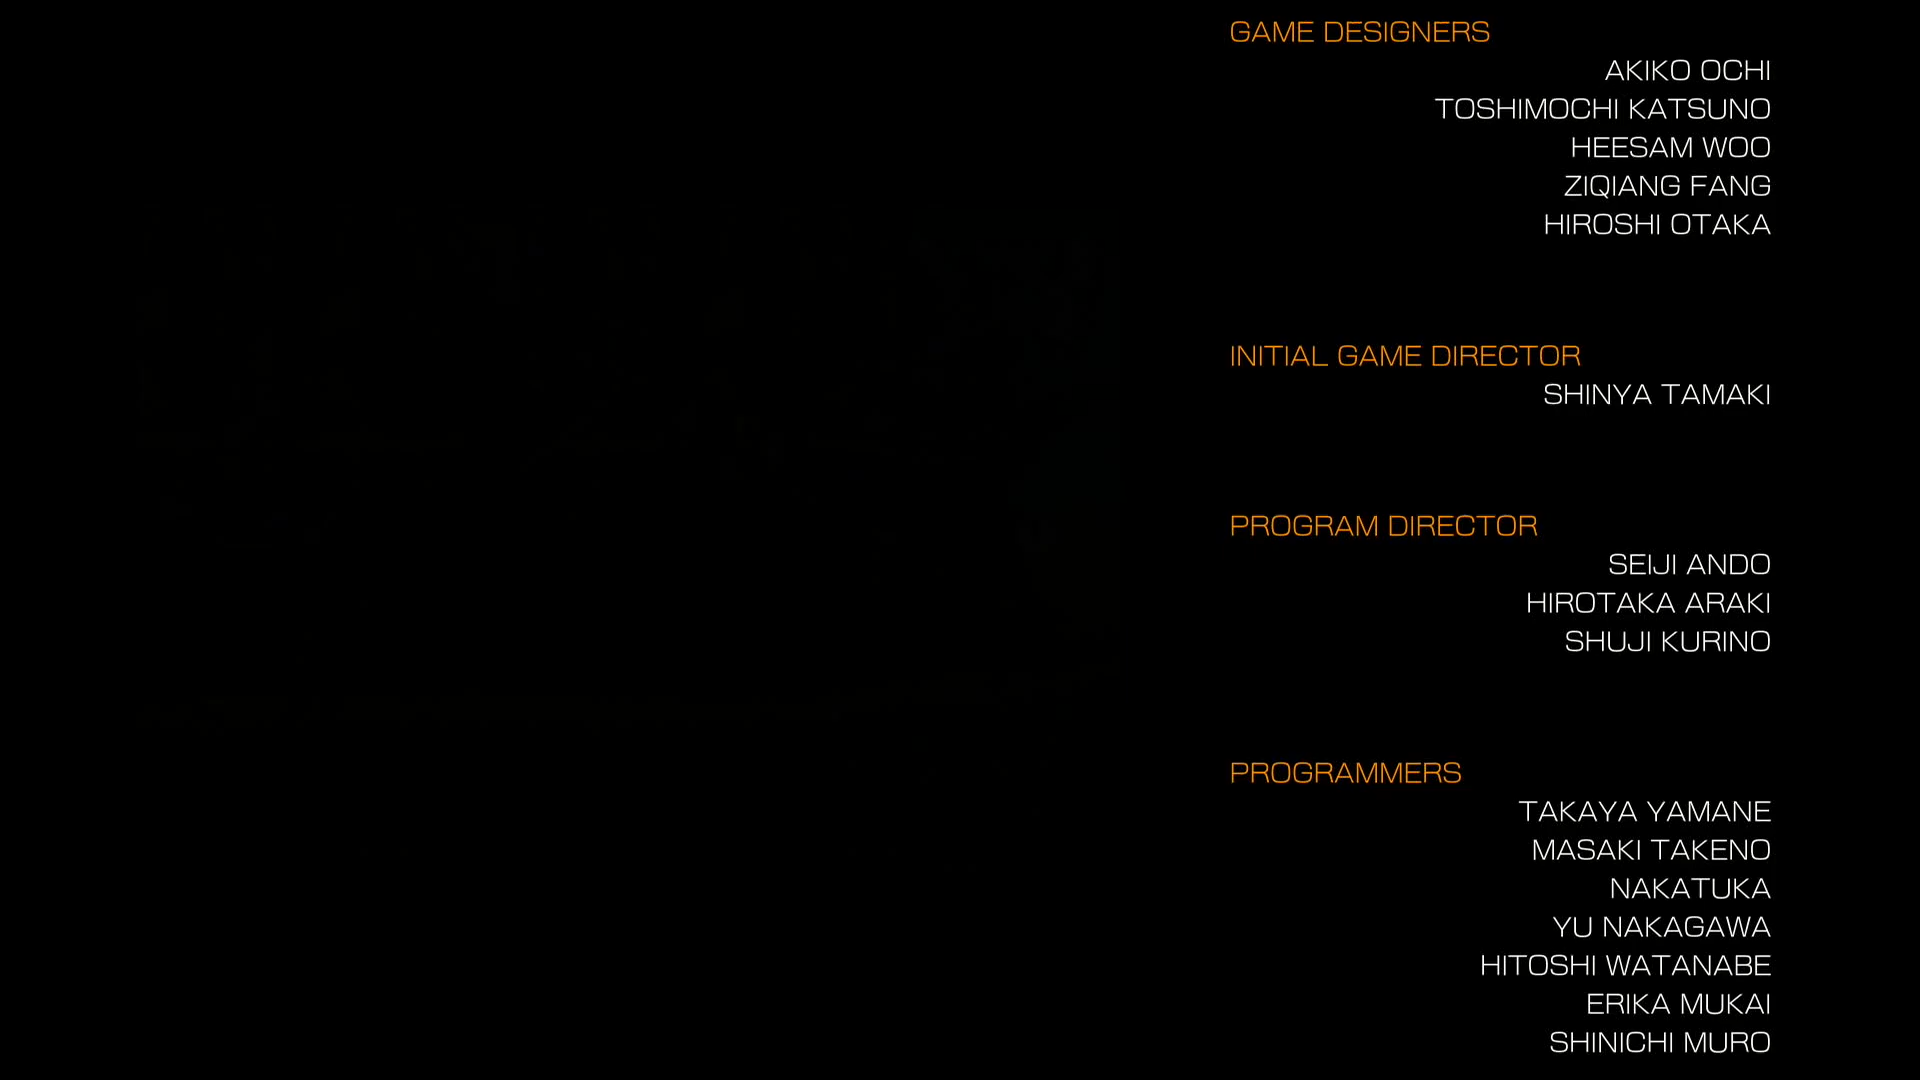 GAME DESIGNERS
AKIKO OCHI
TOSHIMOCHI KATSUNO
HEESAM WOO
ZIQIANG FANG
HIROSHI OTAKA
INITIAL GAME DIRECTOR
SHINYA TAMAKI
PROGRAM DIRECTOR
SEIJI ANDO
HIROTAKA ARAKI
SHUJI KURINO
PROGRAMMERS
TAKAYA YAMANE
MASAKI TAKENO
NAKATUKA
YU NAKAGAWA
HITOSHI WATANABE
ERIKA MUKAI
SHINICHI MURO